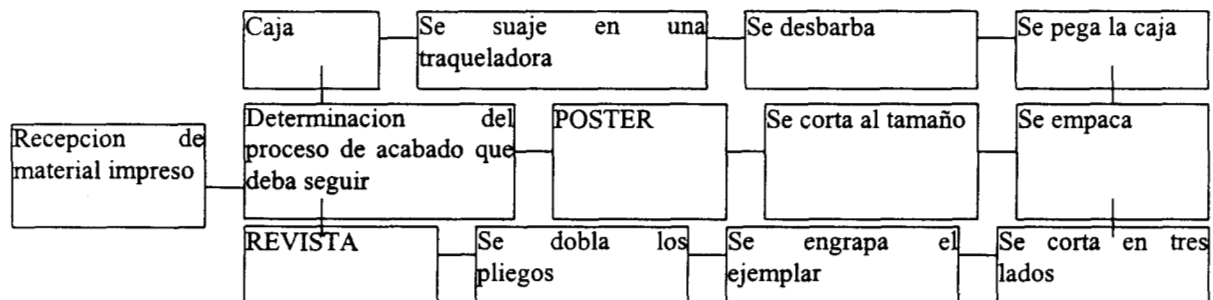 Caja
Se suaje en una
traqueladora
Se desbarba
Se pega la caja
Recepcion de
material impreso
Determinacion del
proceso de acabado que
deba seguir
POSTER
Se corta al tamaño
Se empaca
REVISTA
Se dobla los
pliegos
Se engrapa el
ejemplar
Se corta en tres
lados